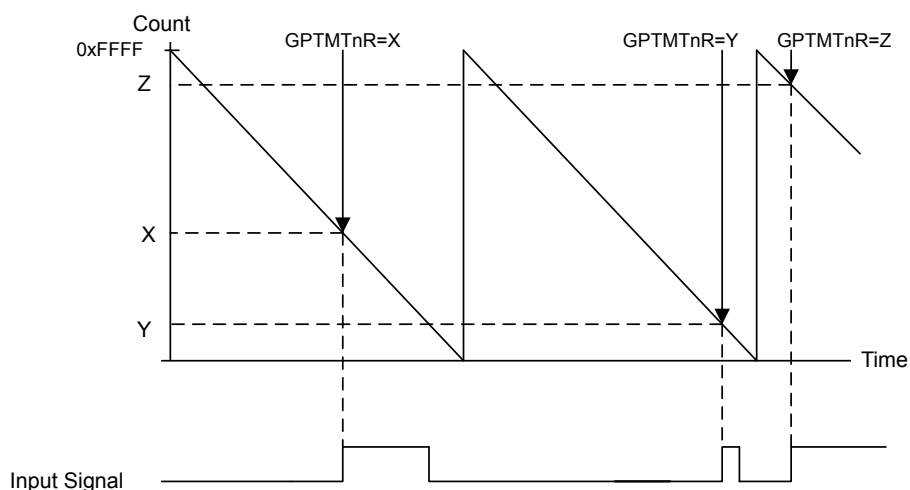 Count
0xFFFF
GPTMTnR=X
GPTMTnR=Y
GPTMTnR=Z
Z
X
Y
Time
Input Signal